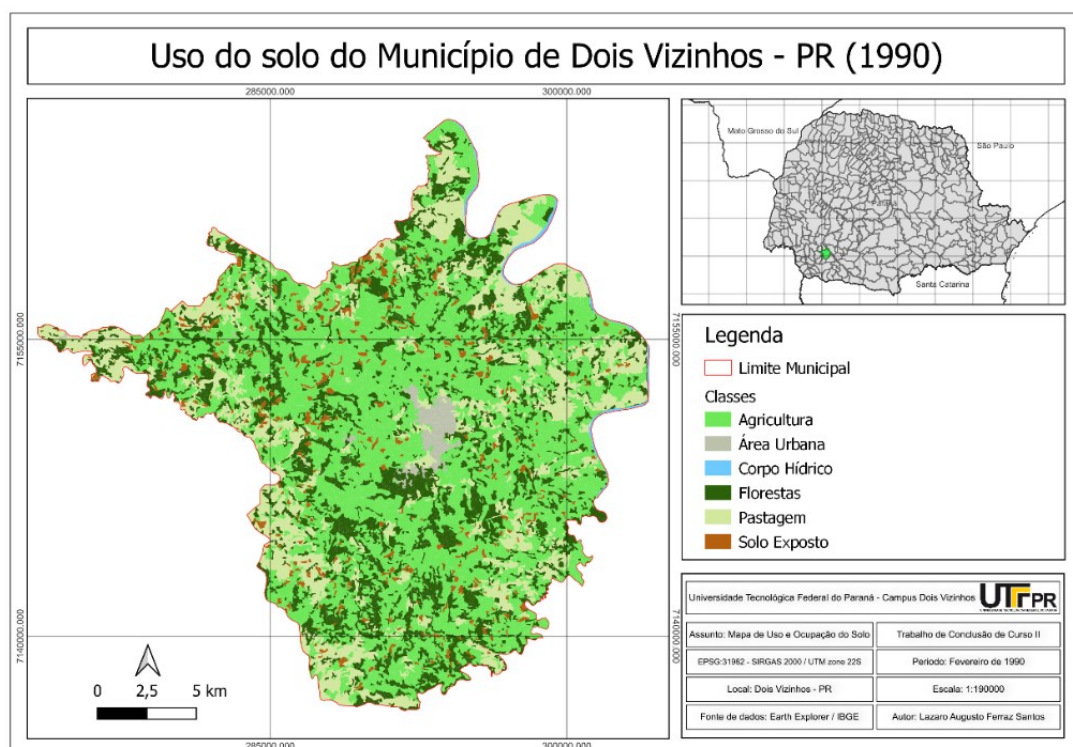 Uso do solo do Município de Dois Vizinhos - PR (1990)
285000.000
300000.000
7155000.000
7140000.000
0 2,5 5 km
285000.000
300000.000
7155000.000
7140000.000
Mato Grosso do Sul
São Paulo
Paraná
Santa Catarina
Legenda
Limite Municipal
Classes
Agricultura
Área Urbana
Corpo Hídrico
Florestas
Pastagem
Solo Exposto
Universidade Tecnológica Federal do Paraná - Campus Dois Vizinhos
UTFPR
Assunto: Mapa de Uso e Ocupação do Solo
Trabalho de Conclusão de Curso II
EPSG:31982 - SIRGAS 2000 / UTM zone 22S
Periodo: Fevereiro de 1990
Local: Dois Vizinhos - PR
Escala: 1:190000
Fonte de dados: Earth Explorer / IBGE
Autor: Lazaro Augusto Ferraz Santos